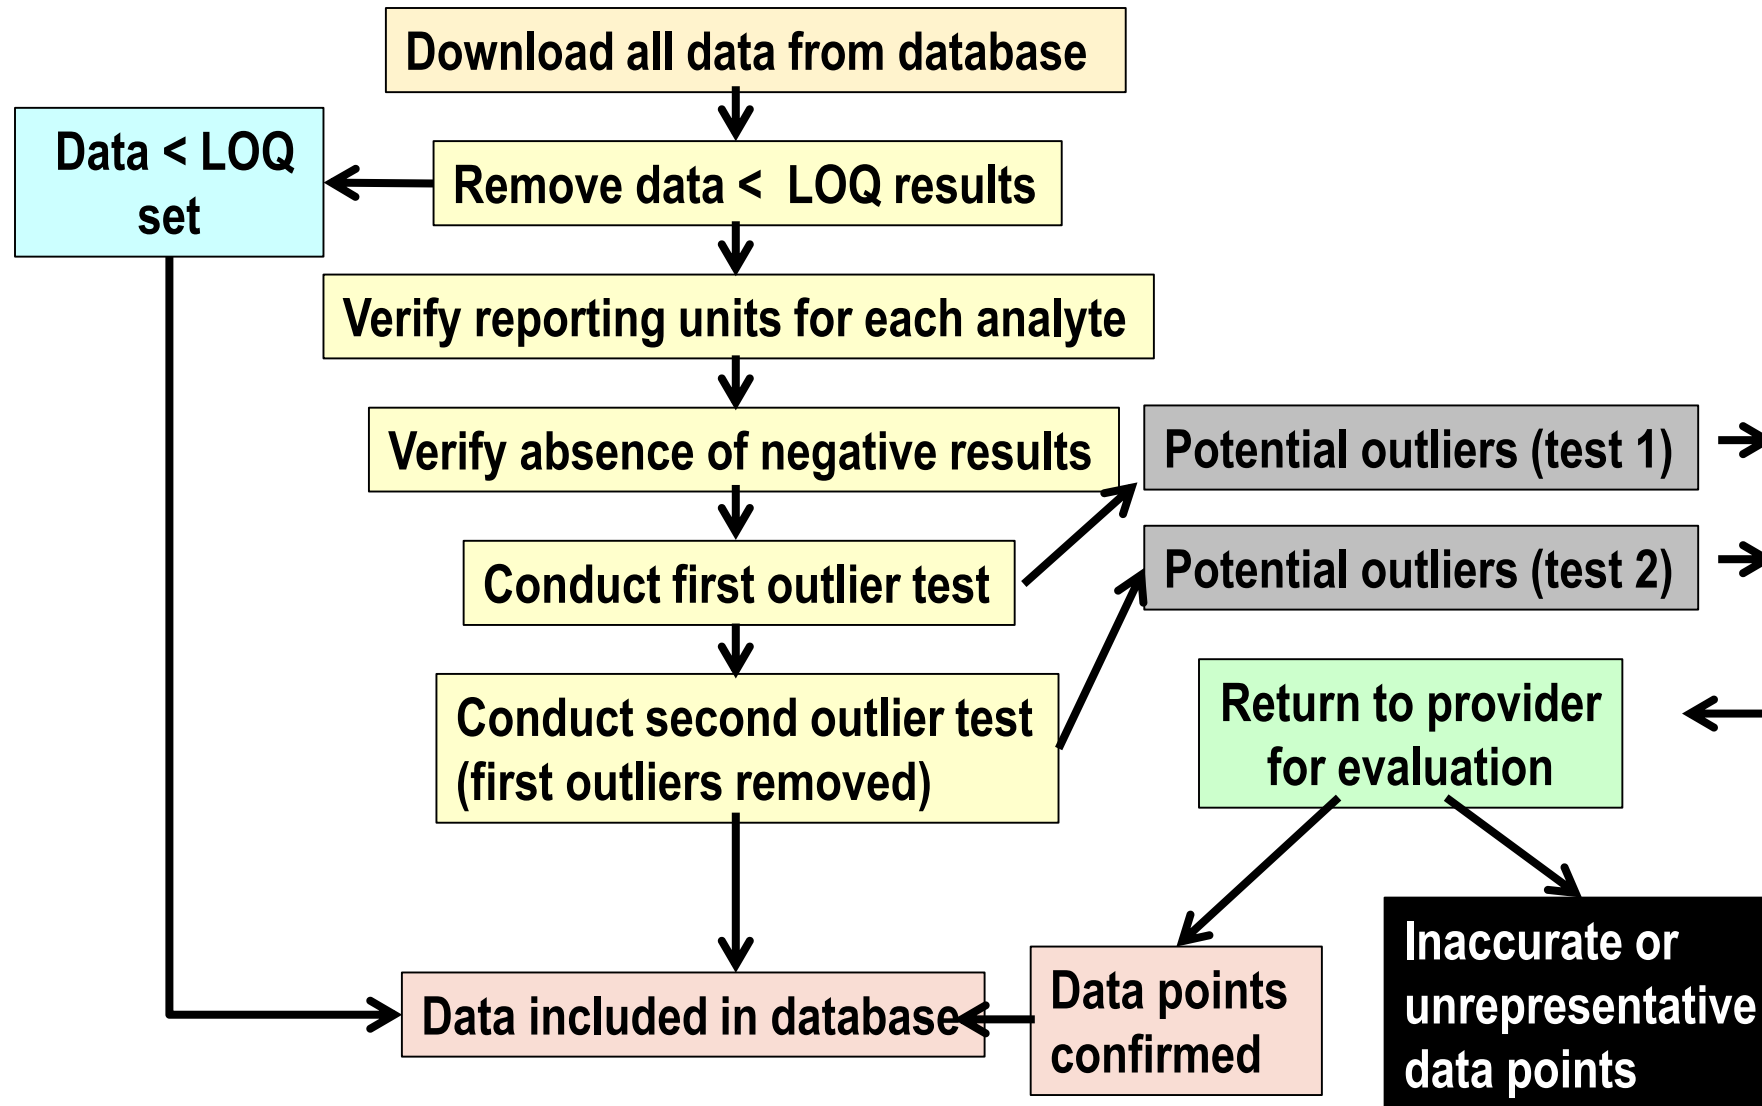 Download all data from database
Data < LOQ
set
Remove data < LOQ results
Verify reporting units for each analyte
Verify absence of negative results
Potential outliers (test 1)
Conduct first outlier test
Potential outliers (test 2)
Conduct second outlier test
(first outliers removed)
Return to provider
for evaluation
Data included in database
Data points
confirmed
Inaccurate or
unrepresentative
data points